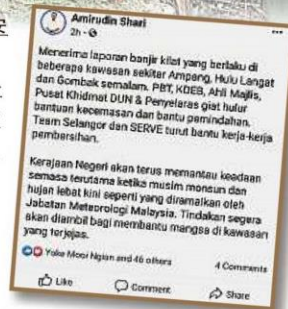 Amirudin Shari
2h
Menerima laporan banjir kilat yang berlaku di
beberapa kawasan sekitar Ampang, Hulu Langat
dan Gombak semalam. PBT, KDEB, Ahli Majlis,
Pusat Khidmat DUN & Penyelaras giat hulur
bantuan kecemasan dan bantu pemindahan.
Team Selangor dan SERVE turut bantu kerja-kerja
pembersihan.
Kerajaan Negeri akan terus memantau keadaan
semasa terutama ketika musim monsun dan
hujan lebat kini seperti yang diramalkan oleh
Jabatan Meteorologi Malaysia. Tindakan segera
akan diambil bagi membantu mangsa di kawasan
yang terjejas.
Yoke Mooi Ngian and 46 others 4 Comments
Like Comment Share